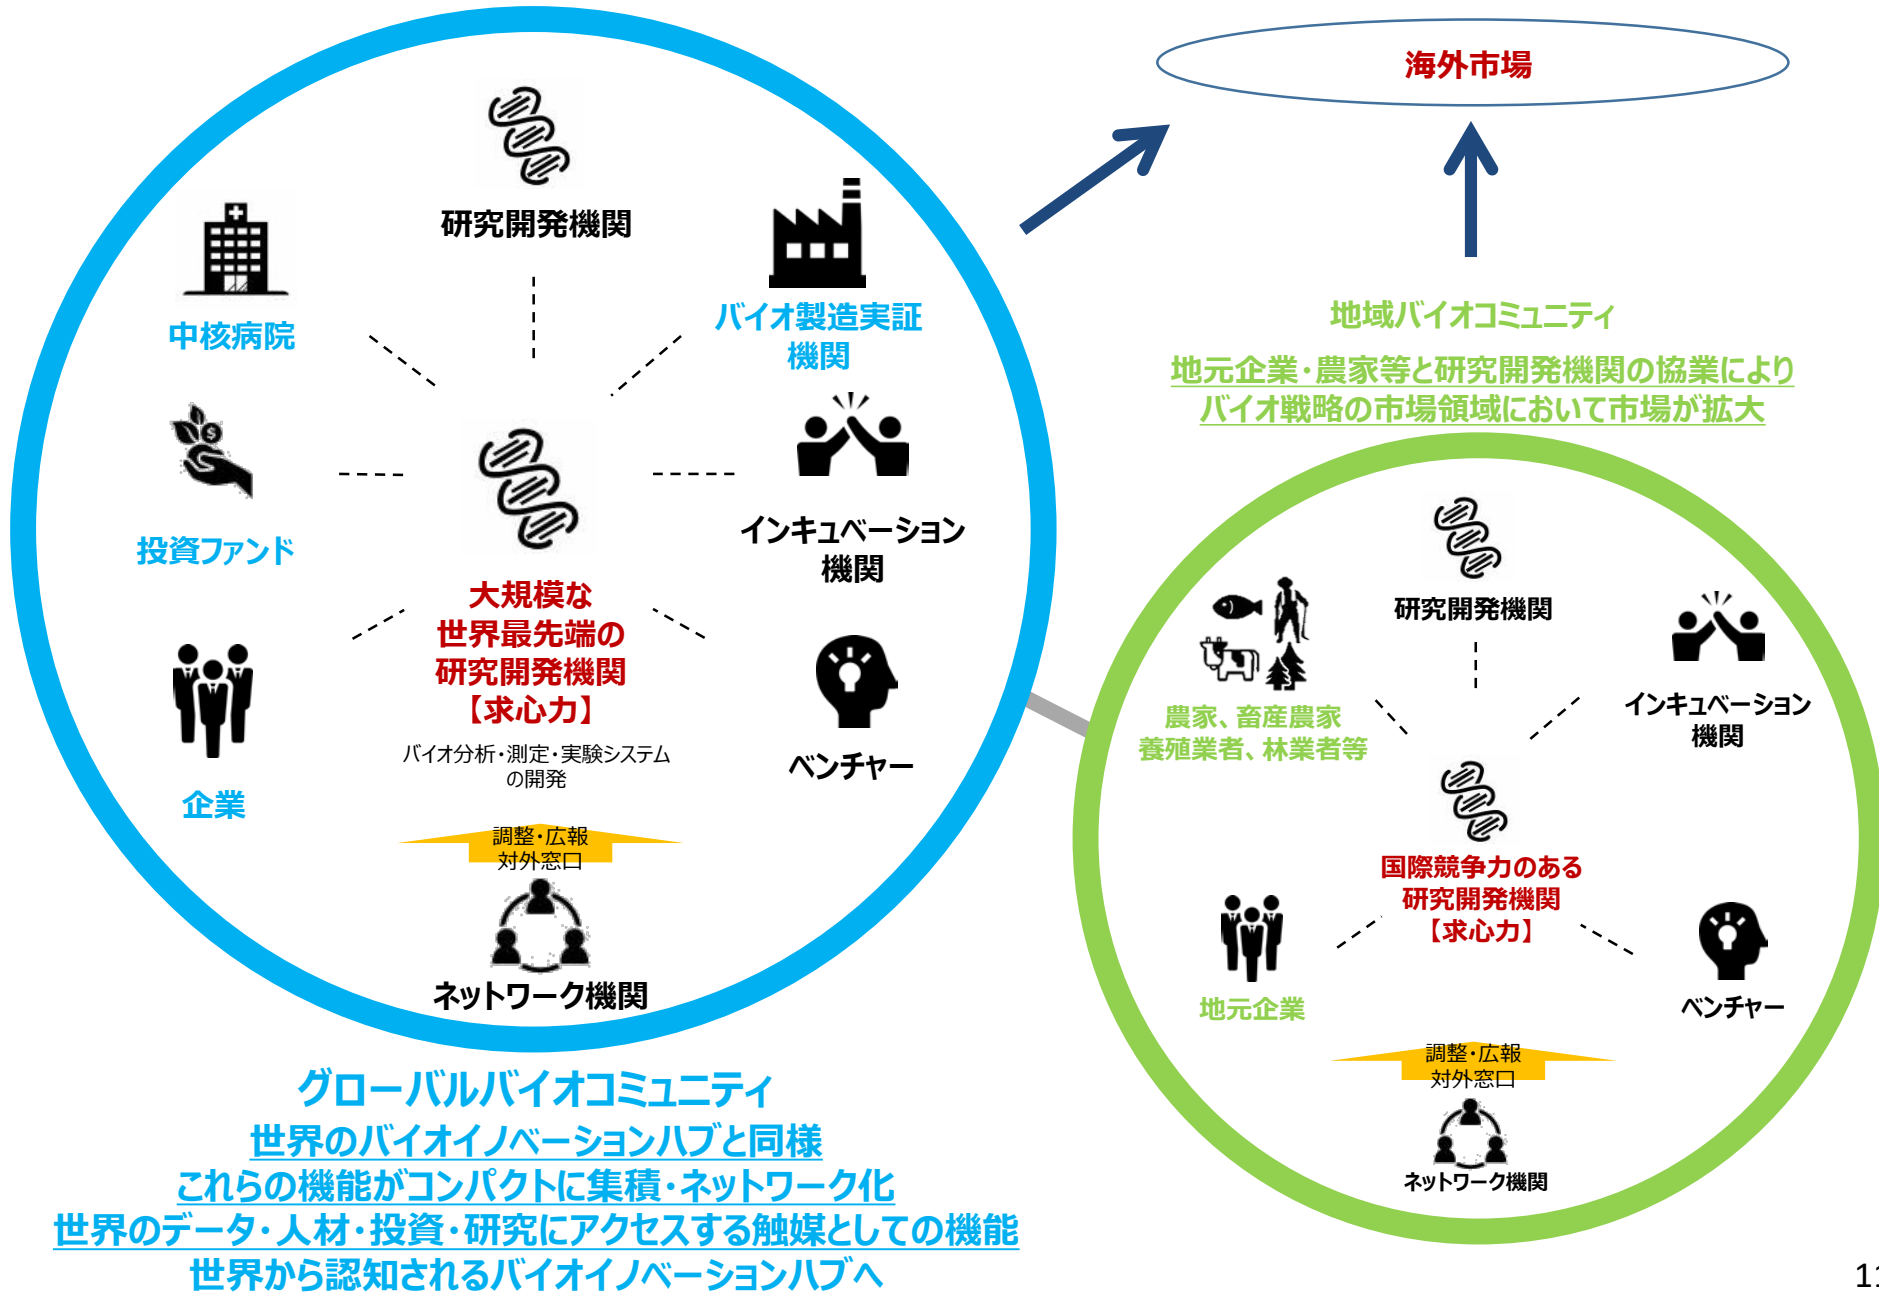 海外市場
研究開発機関
中核病院
バイオ製造実証
機関
投資ファンド
インキュベーション
機関
大規模な
世界最先端の
研究開発機関
【求心力】
バイオ分析・測定・実験システム
の開発
企業
ベンチャー
調整・広報
対外窓口
ネットワーク機関
グローバルバイオコミュニティ
世界のバイオイノベーションハブと同様
これらの機能がコンパクトに集積・ネットワーク化
世界のデータ・人材・投資・研究にアクセスする触媒としての機能
世界から認知されるバイオイノベーションハブへ
地域バイオコミュニティ
地元企業・農家等と研究開発機関の協業により
バイオ戦略の市場領域において市場が拡大
研究開発機関
農家、畜産農家
養殖業者、林業者等
インキュベーション
機関
国際競争力のある
研究開発機関
【求心力】
地元企業
ベンチャー
調整・広報
対外窓口
ネットワーク機関
11